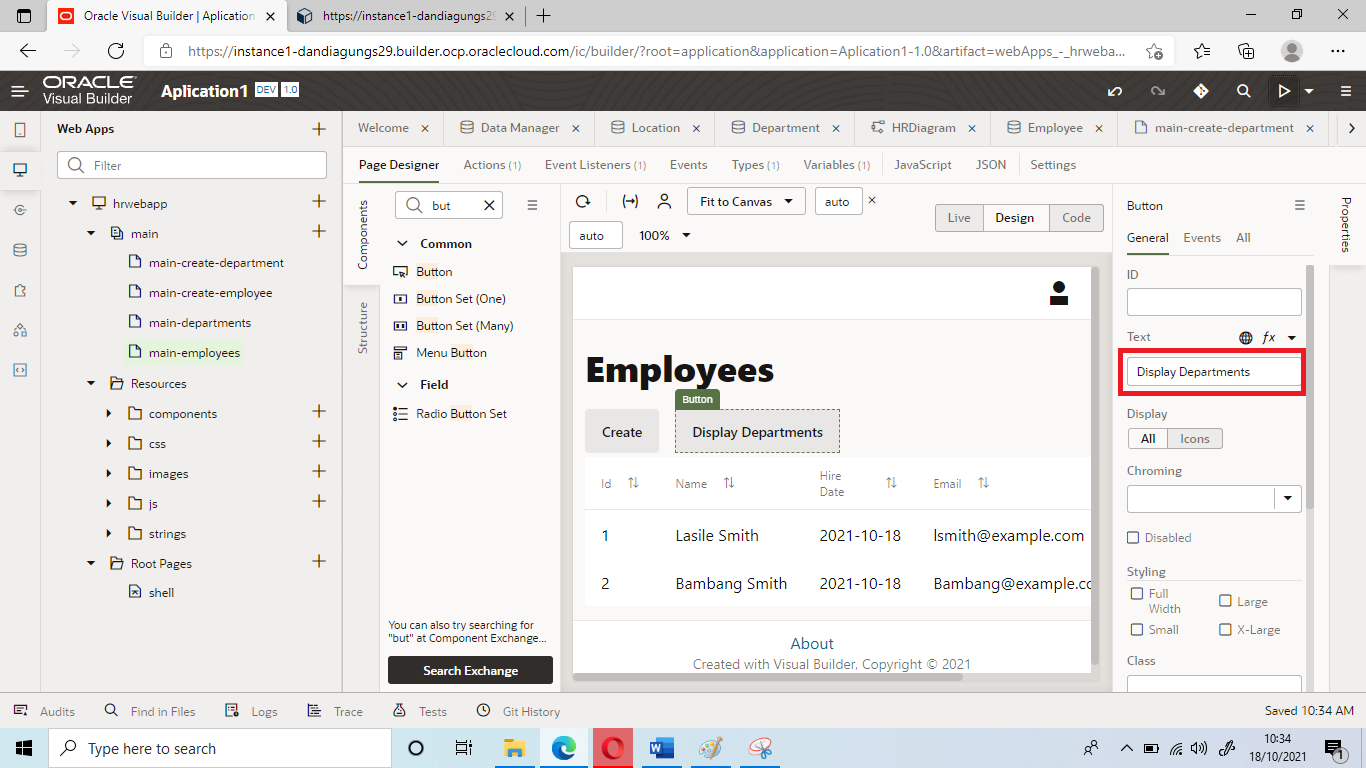 Oracle Visual Builder | Aplication
https://instance1-dandiagungs29
https://instance1-dandiagungs29.builder.ocp.oraclecloud.com/ic/builder/?root=application&application=Aplication1-1.0&artifact=webApps_-_hrweba...
ORACLE
Visual Builder
Aplication1 DEV 1.0
Web Apps
Filter
hrwebapp
main
main-create-department
main-create-employee
main-departments
main-employees
Resources
components
css
images
js
strings
Root Pages
shell
Welcome
Data Manager
Location
Department
HRDiagram
Employee
main-create-department
Page Designer
Actions (1)
Event Listeners (1)
Events
Types (1)
Variables (1)
JavaScript
JSON
Settings
Components
Structure
but
Common
Button
Button Set (One)
Button Set (Many)
Menu Button
Field
Radio Button Set
You can also try searching for
"but" at Component Exchange...
Search Exchange
Fit to Canvas
auto
auto
100%
Live
Design
Code
Employees
Button
Create
Display Departments
Id
Name
Hire
Date
Email
1 Lasile Smith 2021-10-18 lsmith@example.com
2 Bambang Smith 2021-10-18 Bambang@example.co
About
Created with Visual Builder, Copyright © 2021
Button
General
Events
All
ID
Text
fx
Display Departments
Display
All
Icons
Chroming
Disabled
Styling
Full
Width
Large
Small
X-Large
Class
Properties
Audits
Find in Files
Logs
Trace
Tests
Git History
Saved 10:34 AM
Type here to search
10:34
18/10/2021
1